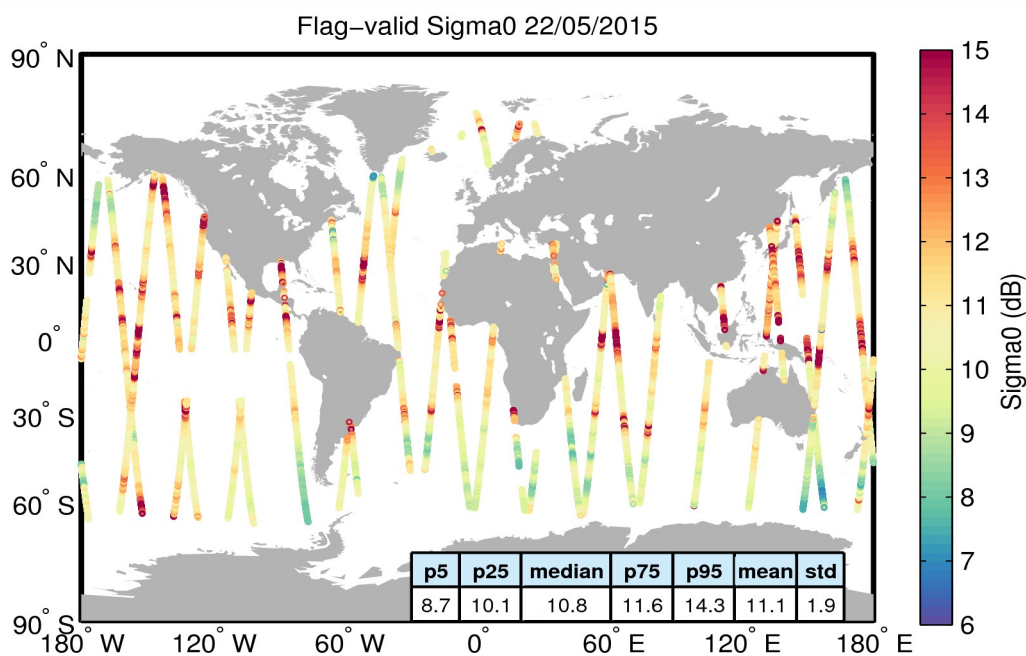 Flag−valid Sigma0 22/05/2015
90° N
60° N
30° N
0°
30° S
60° S
90° S
180° W
120° W
60° W
0°
60° E
120° E
180° E
15
14
13
12
11
10
9
8
7
6
Sigma0 (dB)
p5 p25 median p75 p95 mean std
8.7 10.1 10.8 11.6 14.3 11.1 1.9